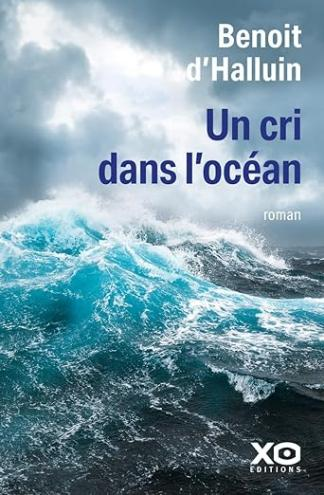 Benoit
d'Halluin
Un cri
dans l'océan
roman
XO
EDITIONS